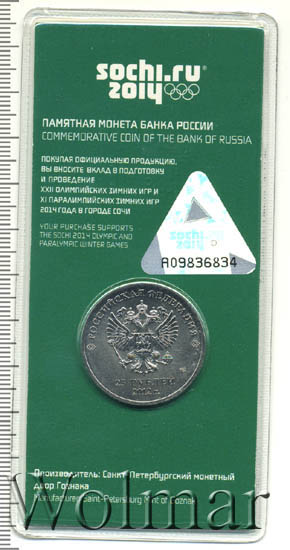 sochi.ru
2014
ПАМЯТНАЯ МОНЕТА БАНКА РОССИИ
COMMEMORATIVE COIN OF THE BANK OF RUSSIA
ПОКУПАЯ ОФИЦИАЛЬНУЮ ПРОДУКЦИЮ,
ВЫ ВНОСИТЕ ВКЛАД В ПОДГОТОВКУ
И ПРОВЕДЕНИЕ
XXII ОЛИМПИЙСКИХ ЗИМНИХ ИГР И
XI ПАРАЛИМПИЙСКИХ ЗИМНИХ ИГР
2014 ГОДА В ГОРОДЕ СОЧИ
YOUR PURCHASE SUPPORTS
THE SOCHI 2014 OLYMPIC AND
PARALYMPIC WINTER GAMES
sochi.ru
2014
A09836834
РОССИЙСКАЯ ФЕДЕРАЦИЯ
25 РУБЛЕЙ
2012 г.
Производитель: Санкт-Петербургский монетный
двор Гознака
Manufacturer: Saint-Petersburg Mint of Goznak
Wolmar